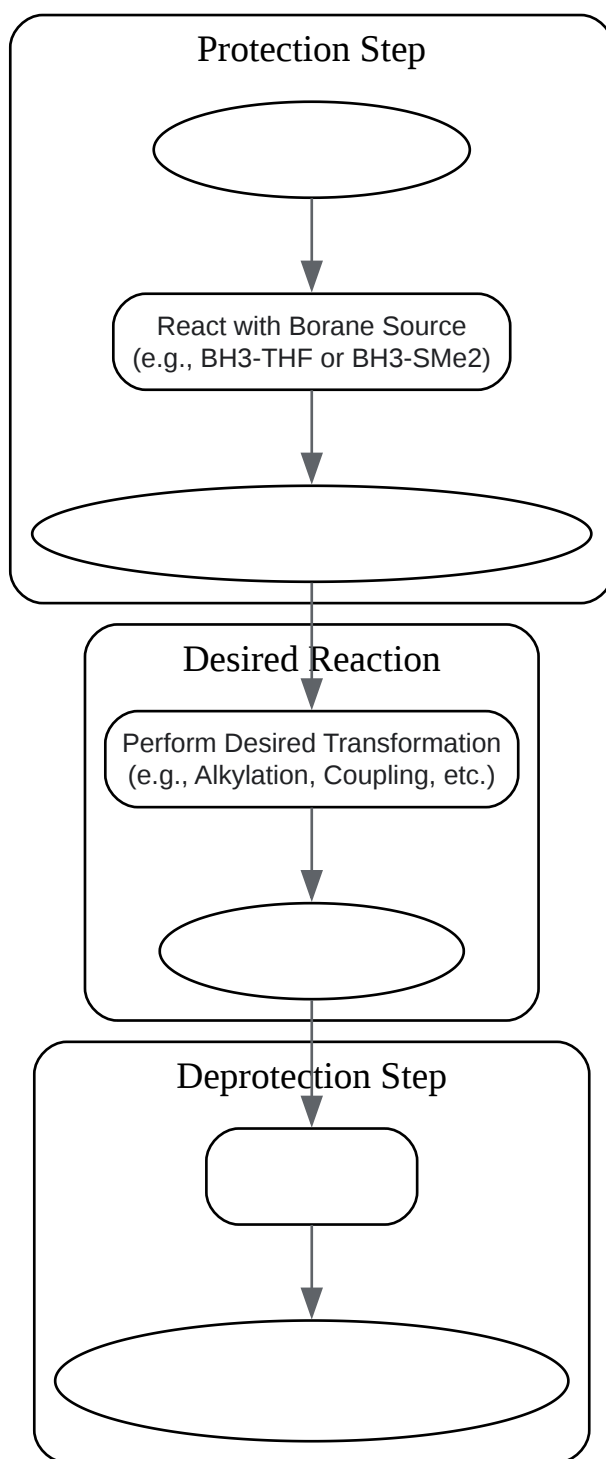 Protection Step
React with Borane Source
(e.g., BH3-THF or BH3-SMe2)
Desired Reaction
Perform Desired Transformation
(e.g., Alkylation, Coupling, etc.)
Deprotection Step